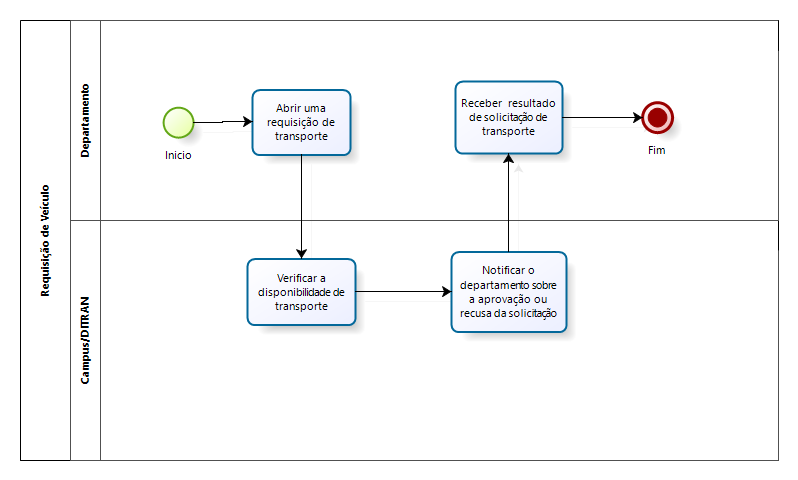 Requisição de Veículo
Departamento
Inicio
Abrir uma
requisição de
transporte
Receber resultado
de solicitação de
transporte
Fim
Campus/DITRAN
Verificar a
disponibilidade de
transporte
Notificar o
departamento sobre
a aprovação ou
recusa da solicitação